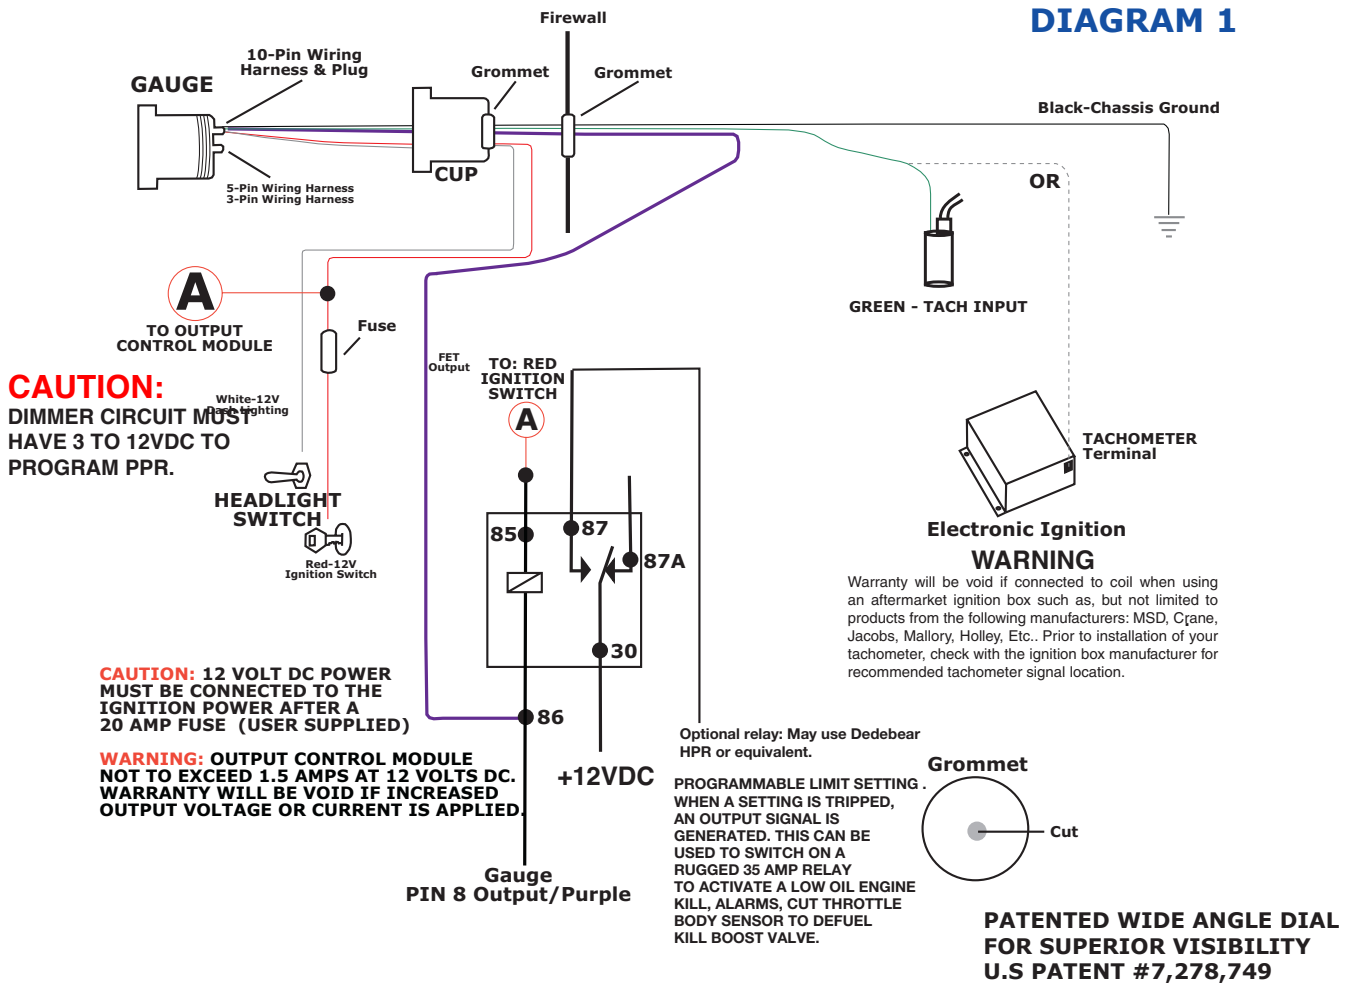 DIAGRAM 1
Firewall
10-Pin Wiring
Harness & Plug
GAUGE
Grommet
Grommet
Black-Chassis Ground
CUP
5-Pin Wiring Harness
3-Pin Wiring Harness
OR
A
TO OUTPUT
CONTROL MODULE
GREEN - TACH INPUT
Fuse
FET
Output
TO: RED
IGNITION
SWITCH
A
CAUTION:
DIMMER CIRCUIT MUST
HAVE 3 TO 12VDC TO
PROGRAM PPR.
White-12V
Dash Lighting
TACHOMETER
Terminal
HEADLIGHT
SWITCH
Red-12V
Ignition Switch
85
87
87A
30
86
+12VDC
Electronic Ignition
WARNING
Warranty will be void if connected to coil when using
an aftermarket ignition box such as, but not limited to
products from the following manufacturers: MSD, Crane,
Jacobs, Mallory, Holley, Etc.. Prior to installation of your
tachometer, check with the ignition box manufacturer for
recommended tachometer signal location.
CAUTION: 12 VOLT DC POWER
MUST BE CONNECTED TO THE
IGNITION POWER AFTER A
20 AMP FUSE (USER SUPPLIED)
WARNING: OUTPUT CONTROL MODULE
NOT TO EXCEED 1.5 AMPS AT 12 VOLTS DC.
WARRANTY WILL BE VOID IF INCREASED
OUTPUT VOLTAGE OR CURRENT IS APPLIED.
Gauge
PIN 8 Output/Purple
Optional relay: May use Dedebear
HPR or equivalent.
PROGRAMMABLE LIMIT SETTING .
WHEN A SETTING IS TRIPPED,
AN OUTPUT SIGNAL IS
GENERATED. THIS CAN BE
USED TO SWITCH ON A
RUGGED 35 AMP RELAY
TO ACTIVATE A LOW OIL ENGINE
KILL, ALARMS, CUT THROTTLE
BODY SENSOR TO DEFUEL
KILL BOOST VALVE.
Grommet
Cut
PATENTED WIDE ANGLE DIAL
FOR SUPERIOR VISIBILITY
U.S PATENT #7,278,749